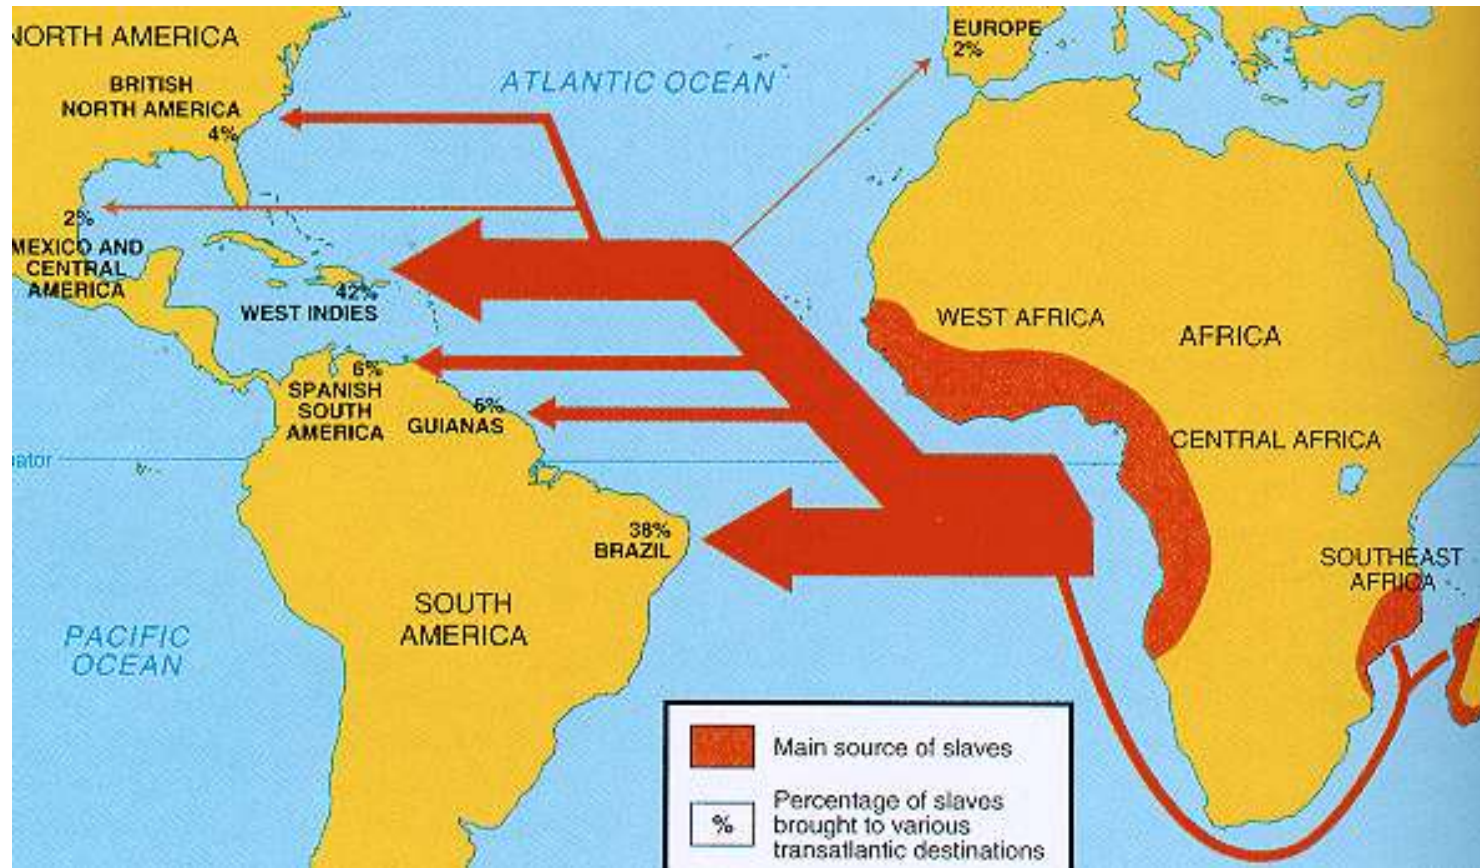 NORTH AMERICA
BRITISH
NORTH AMERICA
4%
ATLANTIC OCEAN
EUROPE
2%
2%
MEXICO AND
CENTRAL
AMERICA
42%
WEST INDIES
WEST AFRICA
AFRICA
6%
SPANISH
SOUTH
AMERICA
5%
GUIANAS
CENTRAL AFRICA
ator
38%
BRAZIL
SOUTHEAST
AFRICA
SOUTH
AMERICA
PACIFIC
OCEAN
Main source of slaves
%
Percentage of slaves
brought to various
transatlantic destinations